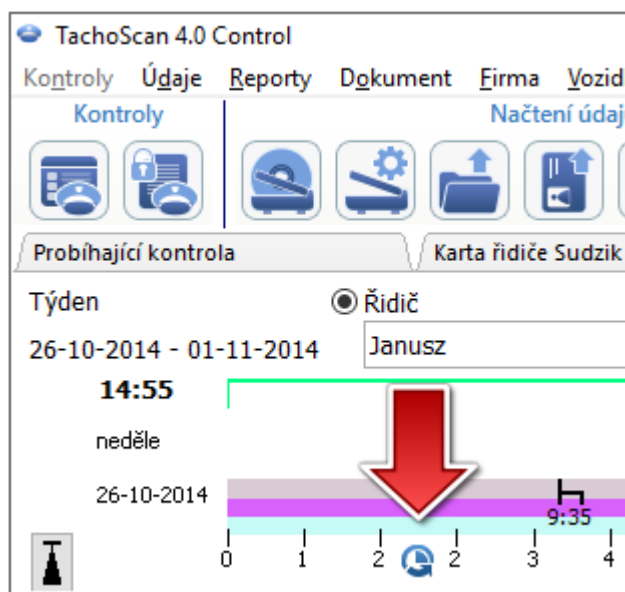 TachoScan 4.0 Control
Kontroly Údaje Reporty Dokument Firma Vozid
Kontroly Načtení údaj
Probíhající kontrola Karta řidiče Sudzik
Týden Řidič
26-10-2014 - 01-11-2014 Janusz
14:55
neděle
26-10-2014
9:35
0 1 2 2 3 4